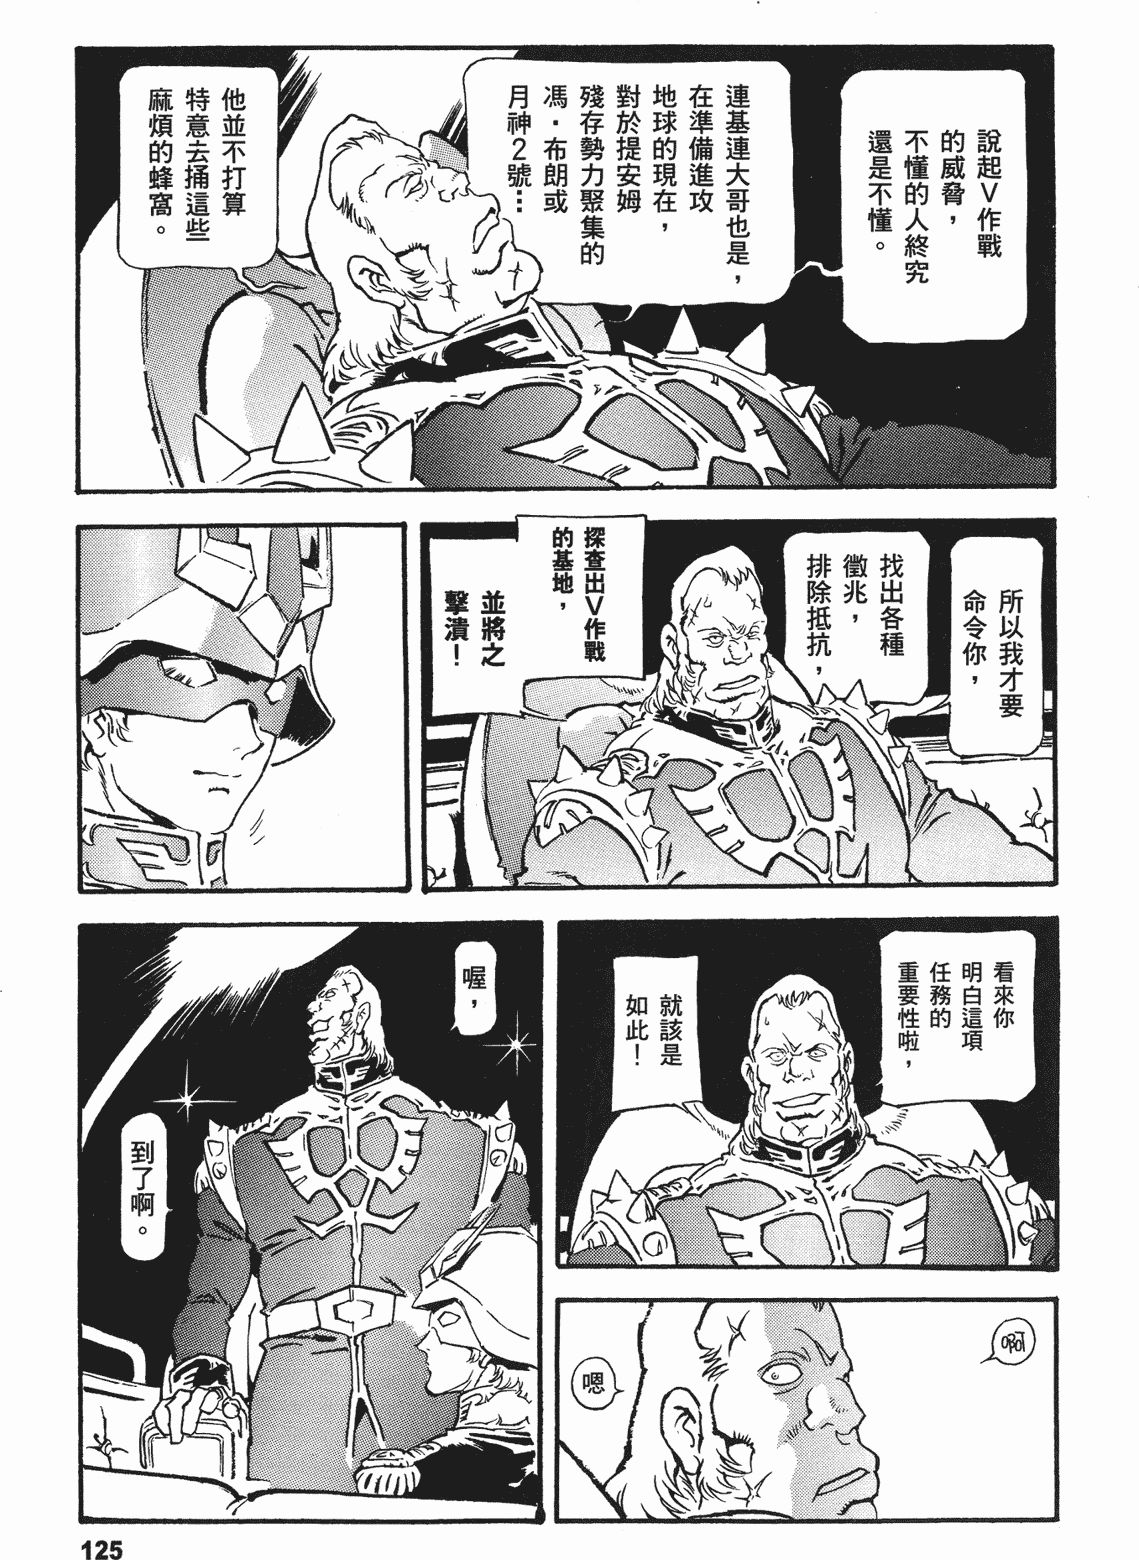 說起V作戰
的威脅，
不懂的人終究
還是不懂。
連基連大哥也是，
在準備進攻
地球的現在，
對於提安姆
殘存勢力聚集的
馮·布朗或
月神2號…
他並不打算
特意去捅這些
麻煩的蜂窩。
所以我才要
命令你，
找出各種
徵兆，
排除抵抗，
探查出V作戰
的基地，
並將之
擊潰！
看來你
明白這項
任務的
重要性啦，
就該是
如此！
啊
嗯
喔，
到了啊。
125